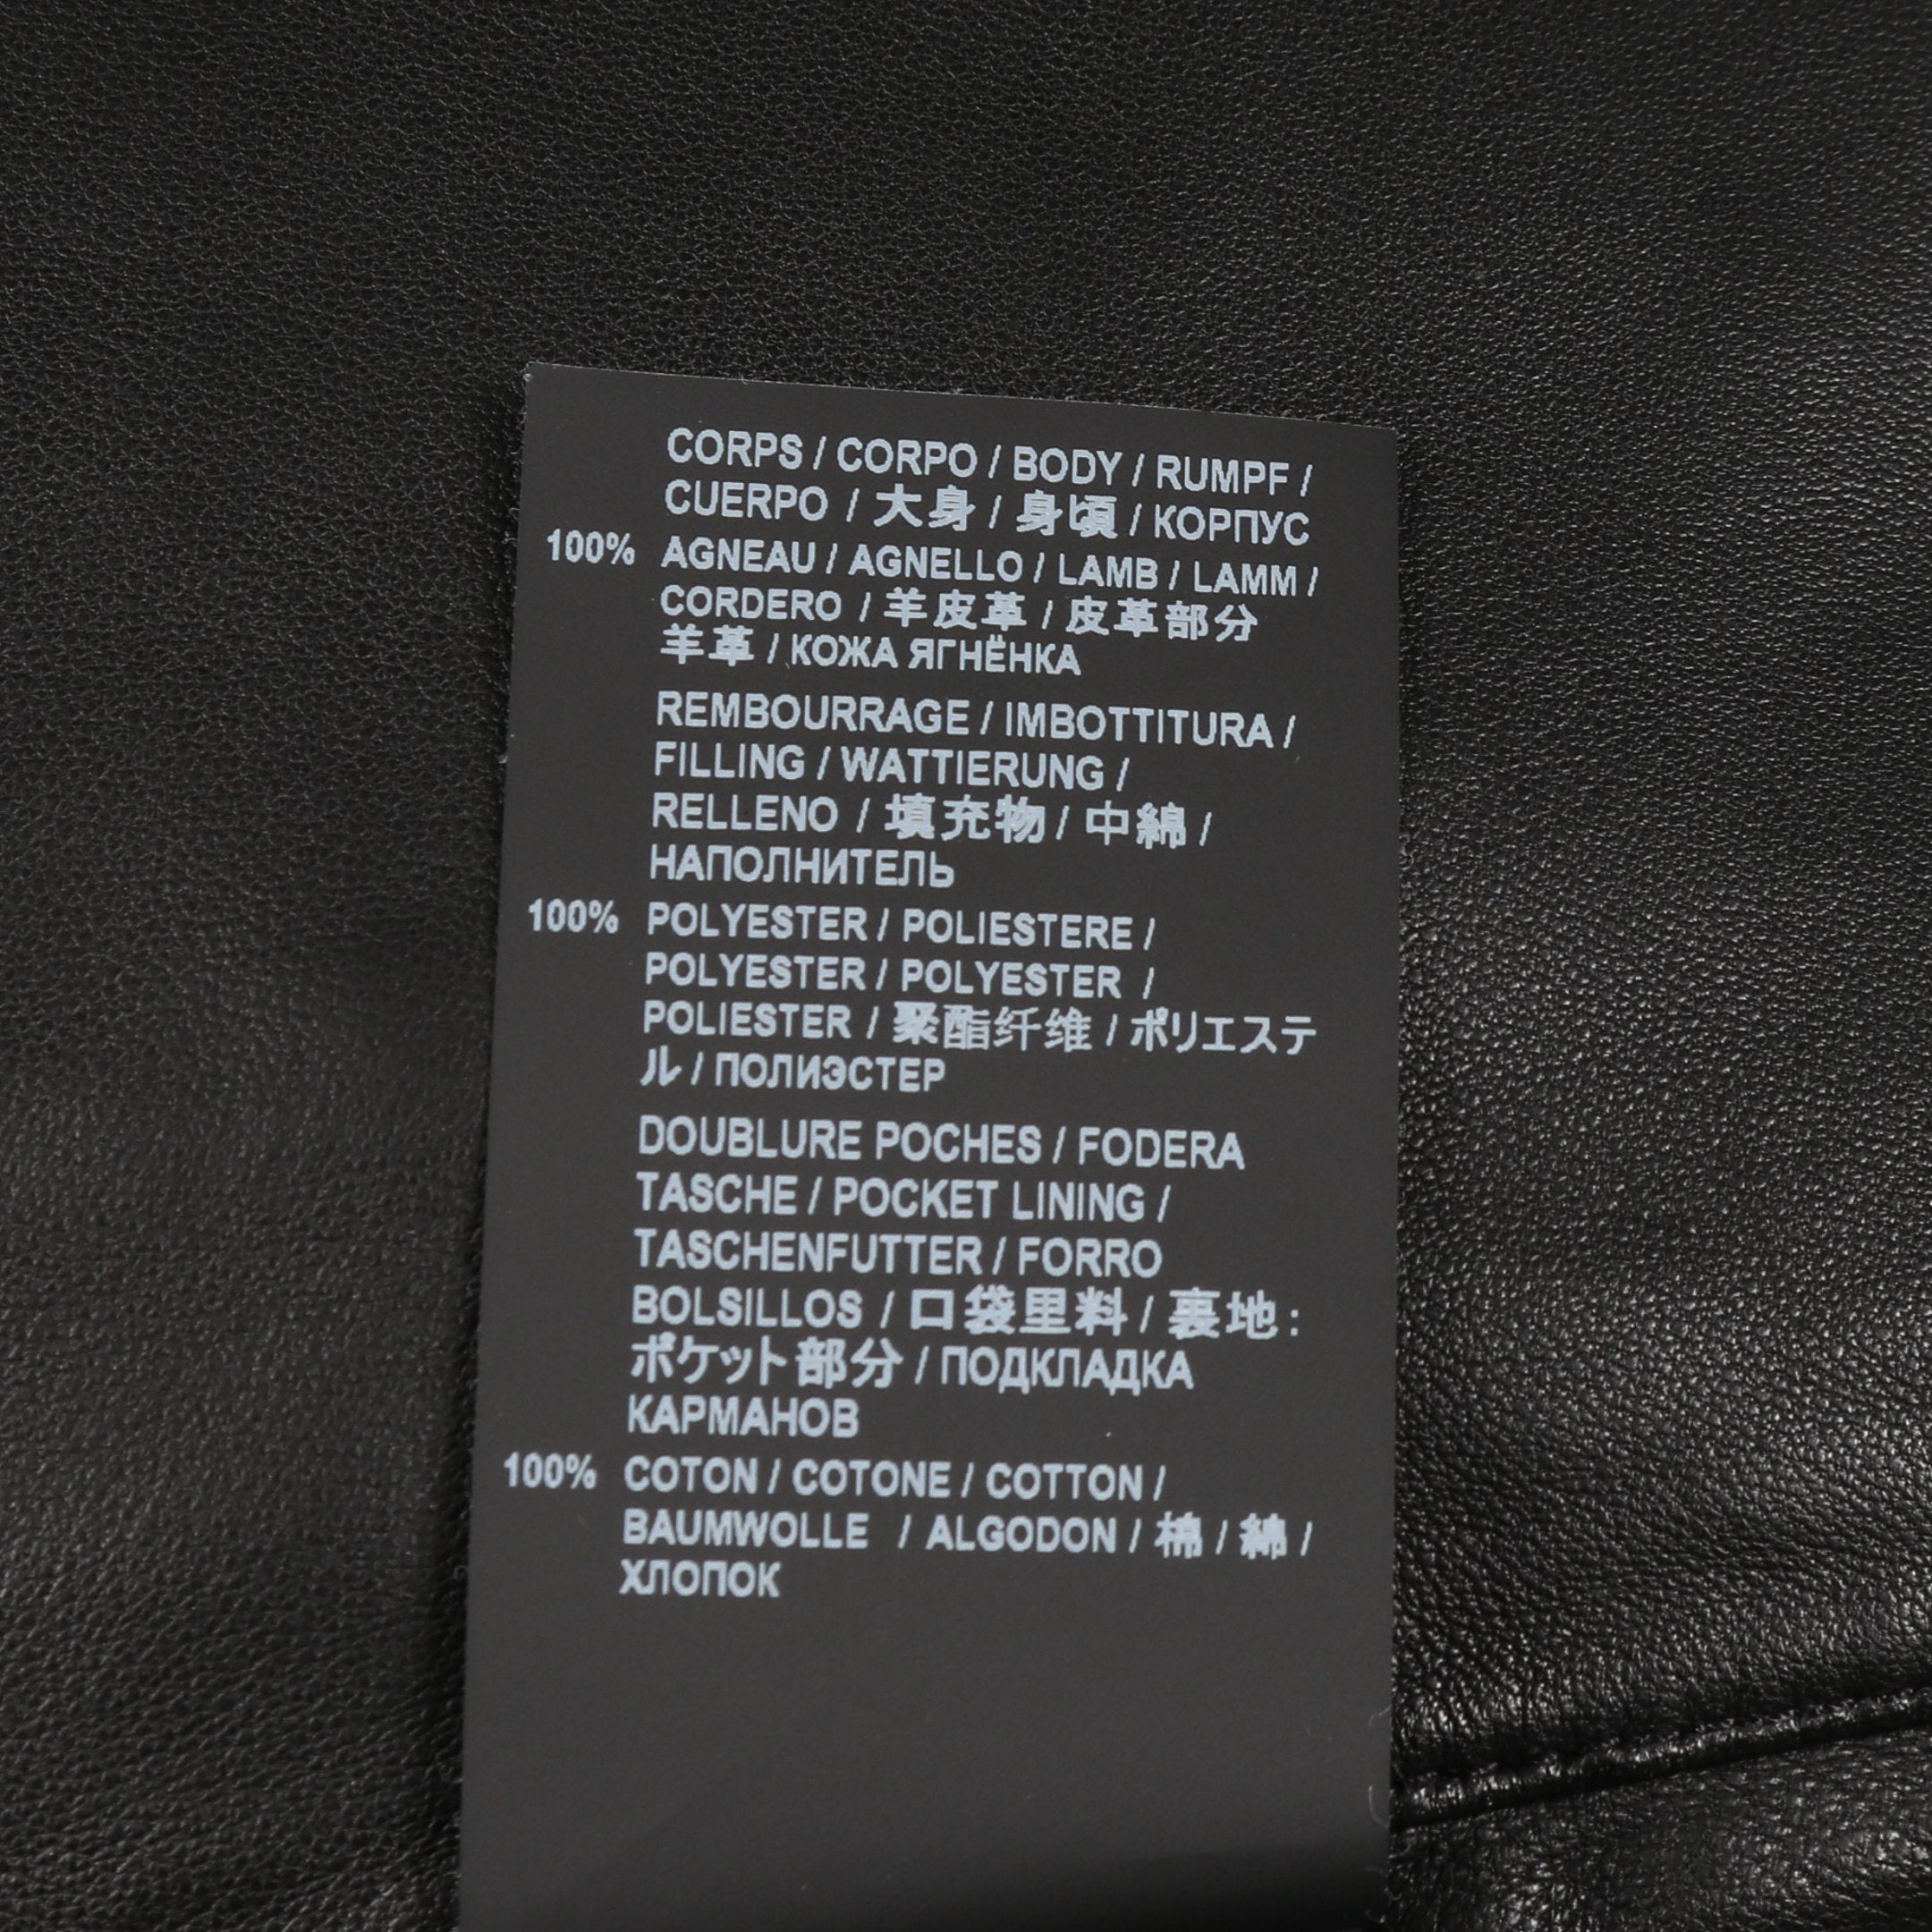 CORPS / CORPO / BODY / RUMPF /
CUERPO / 大身 / 身頃 / КОРПУС
100% AGNEAU / AGNELLO / LAMB / LAMM /
CORDERO / 羊皮革 / 皮革部分
羊革 / КОЖА ЯГНЁНКА
REMBOURRAGE / IMBOTTITURA /
FILLING / WATTIERUNG /
RELLENO / 填充物 / 中綿 /
НАПОЛНИТЕЛЬ
100% POLYESTER / POLIESTERE /
POLYESTER / POLYESTER /
POLIESTER / 聚酯纤维 / ポリエステ
ル / ПОЛИЭСТЕР
DOUBLURE POCHES / FODERA
TASCHE / POCKET LINING /
TASCHENFUTTER / FORRO
BOLSILLOS / 口袋里料 / 裏地:
ポケット部分 / ПОДКЛАДКА
КАРМАНОВ
100% COTON / COTONE / COTTON /
BAUMWOLLE / ALGODON / 棉 / 綿 /
ХЛОПОК